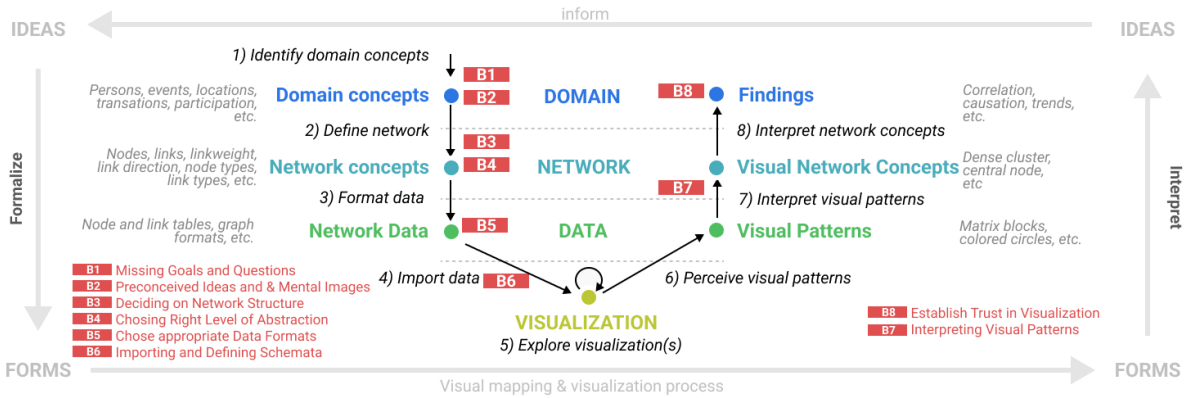 inform
IDEAS
IDEAS
1) Identify domain concepts
B1
Persons, events, locations,
transations, participation,
etc.
Domain concepts
B2
DOMAIN
B8
Findings
Correlation,
causation, trends,
etc.
2) Define network
B3
8) Interpret network concepts
Nodes, links, linkweight,
link direction, node types,
link types, etc.
Network concepts
B4
NETWORK
Visual Network Concepts
Dense cluster,
central node,
etc
Formalize
Interpret
3) Format data
B7
7) Interpret visual patterns
Node and link tables, graph
formats, etc.
Network Data
B5
DATA
Visual Patterns
Matrix blocks,
colored circles, etc.
4) Import data
B6
6) Perceive visual patterns
B1 Missing Goals and Questions
B2 Preconceived Ideas and & Mental Images
B3 Deciding on Network Structure
B4 Chosing Right Level of Abstraction
B5 Chose appropriate Data Formats
B6 Importing and Defining Schemata
VISUALIZATION
5) Explore visualization(s)
B8 Establish Trust in Visualization
B7 Interpreting Visual Patterns
FORMS
FORMS
Visual mapping & visualization process